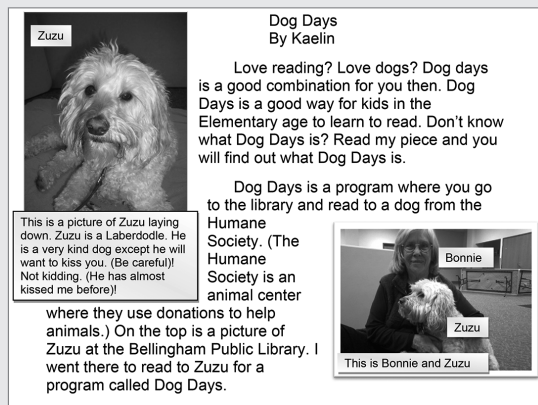 Zuzu
Dog Days
By Kaelin
Love reading? Love dogs? Dog days
is a good combination for you then. Dog
Days is a good way for kids in the
Elementary age to learn to read. Don’t know
what Dog Days is? Read my piece and you
will find out what Dog Days is.
This is a picture of Zuzu laying
down. Zuzu is a Laberdodle. He
is a very kind dog except he will
want to kiss you. (Be careful)!
Not kidding. (He has almost
kissed me before)!
Dog Days is a program where you go
to the library and read to a dog from the
Humane
Society. (The
Humane
Society is an
animal center
where they use donations to help
animals.) On the top is a picture of
Zuzu at the Bellingham Public Library. I
went there to read to Zuzu for a
program called Dog Days.
Bonnie
Zuzu
This is Bonnie and Zuzu